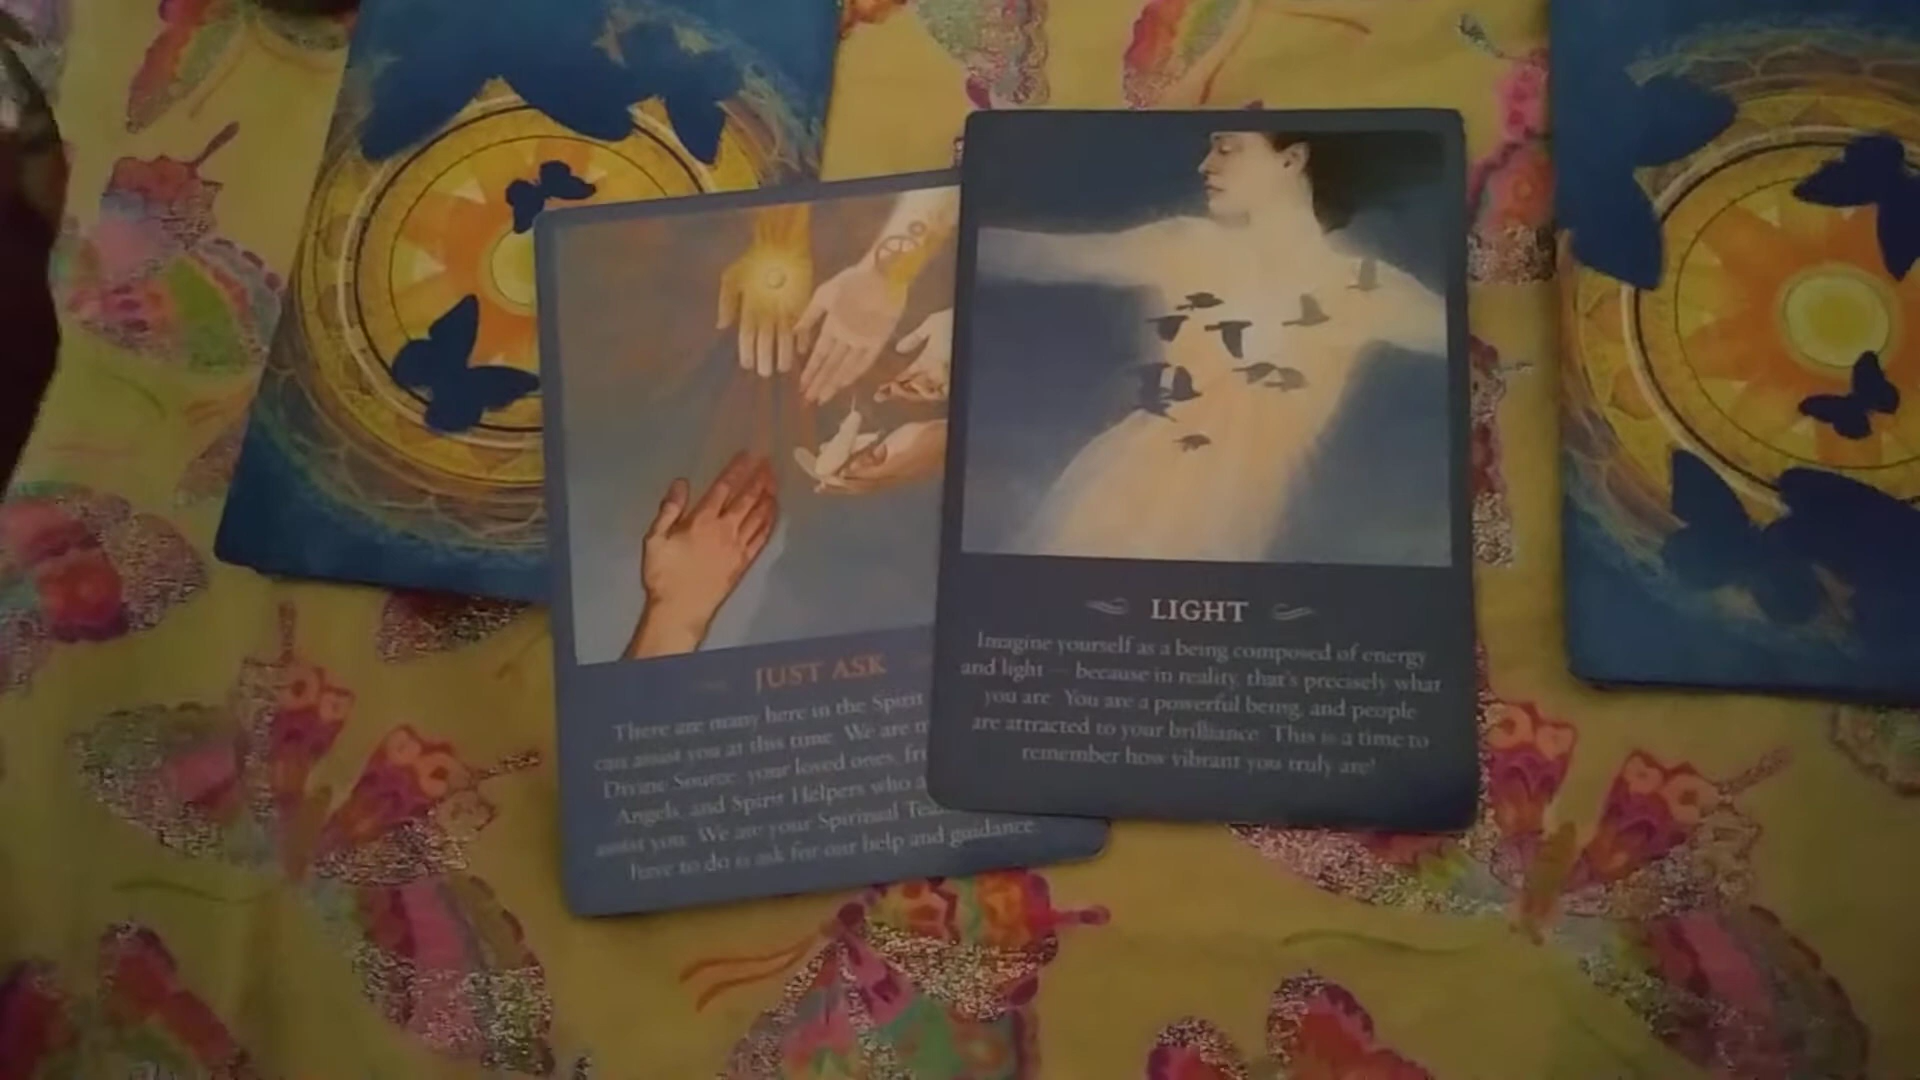 JUST ASK
There are many here in the Spirit
can assist you at this time. We are
Divine Source, your loved ones,
Angels, and Spirit Helpers who
assist you. We are your Spiritual
have to do is ask for our help and guidance.
LIGHT
Imagine yourself as a being composed of energy
and light — because in reality, that's precisely what
you are. You are a powerful being, and people
are attracted to your brilliance. This is a time to
remember how vibrant you truly are!